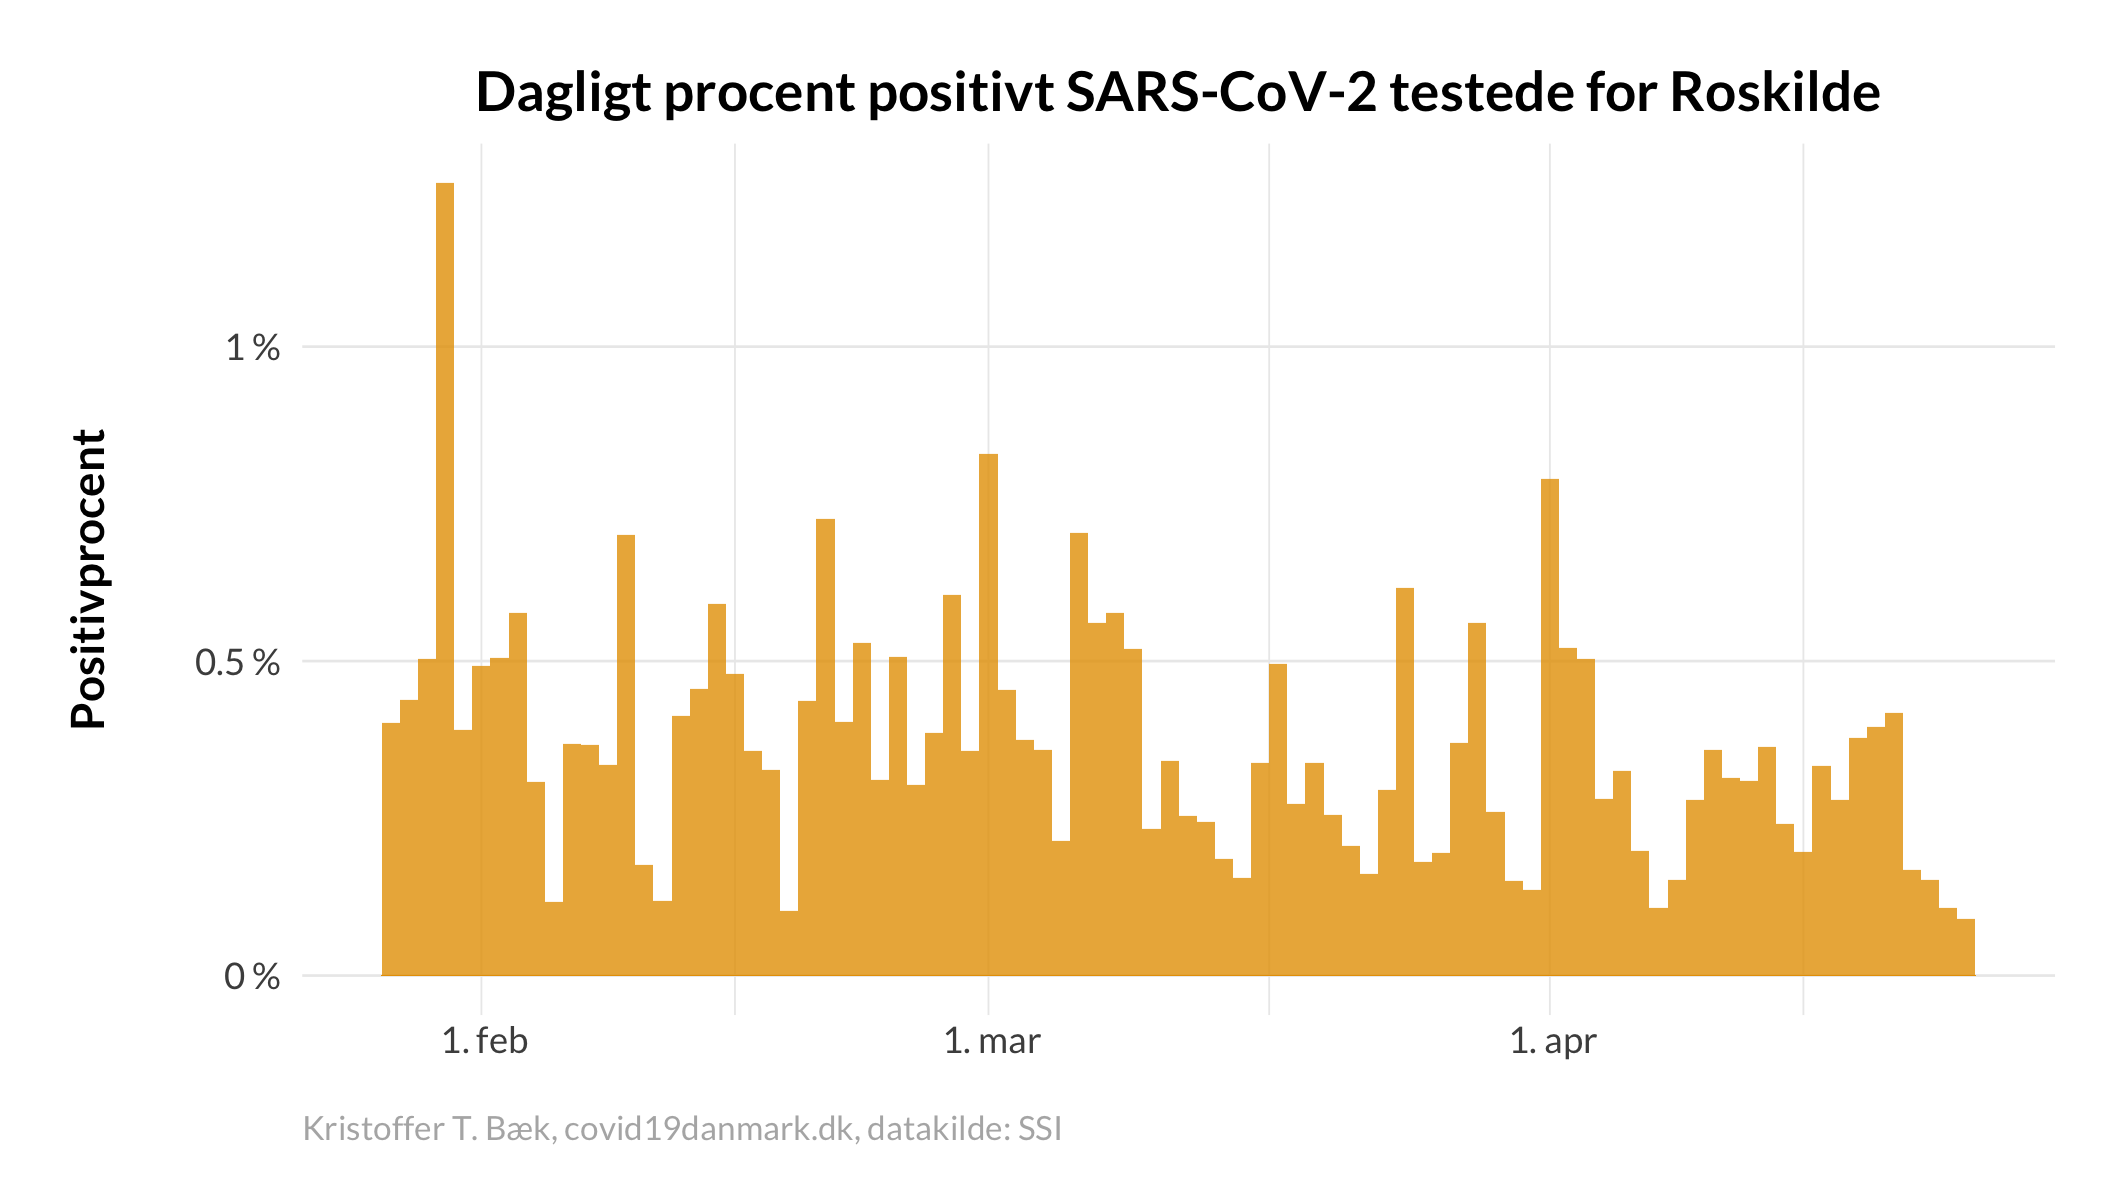 Dagligt procent positivt SARS-CoV-2 testede for Roskilde
Positivprocent
1 %
0.5 %
0 %
1. feb
1. mar
1. apr
Kristoffer T. Bæk, covid19danmark.dk, datakilde: SSI